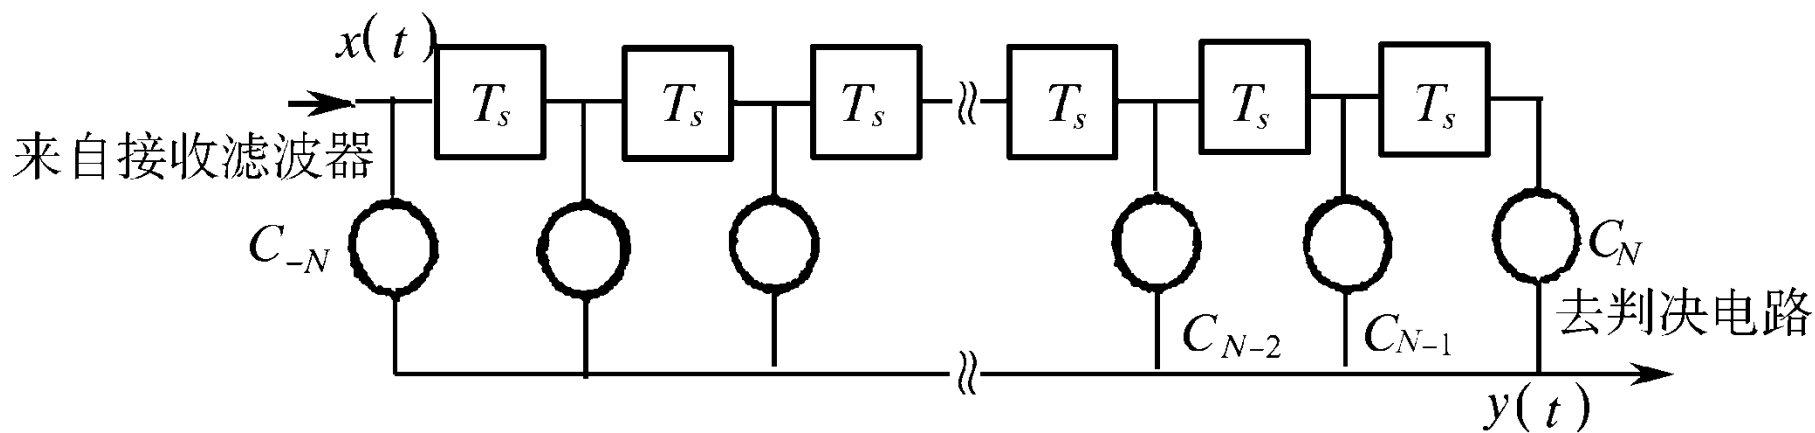 x(t)
T_s T_s T_s T_s T_s T_s
来自接收滤波器
C_{-N}
C_N
去判决电路
C_{N-2}
C_{N-1}
y(t)